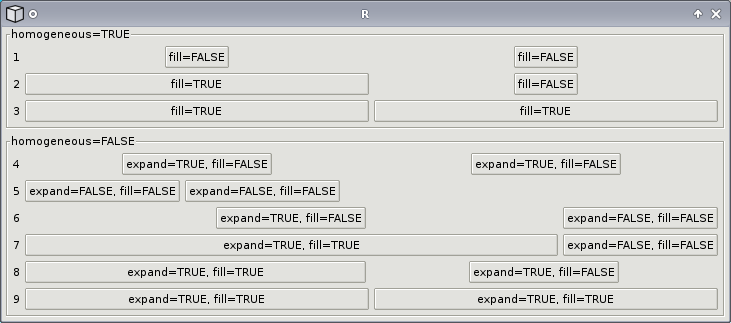 R
homogeneous=TRUE
1 fill=FALSE fill=FALSE
2 fill=TRUE fill=FALSE
3 fill=TRUE fill=TRUE
homogeneous=FALSE
4 expand=TRUE, fill=FALSE expand=TRUE, fill=FALSE
5 expand=FALSE, fill=FALSE expand=FALSE, fill=FALSE
6 expand=TRUE, fill=FALSE expand=FALSE, fill=FALSE
7 expand=TRUE, fill=TRUE expand=FALSE, fill=FALSE
8 expand=TRUE, fill=TRUE expand=TRUE, fill=FALSE
9 expand=TRUE, fill=TRUE expand=TRUE, fill=TRUE